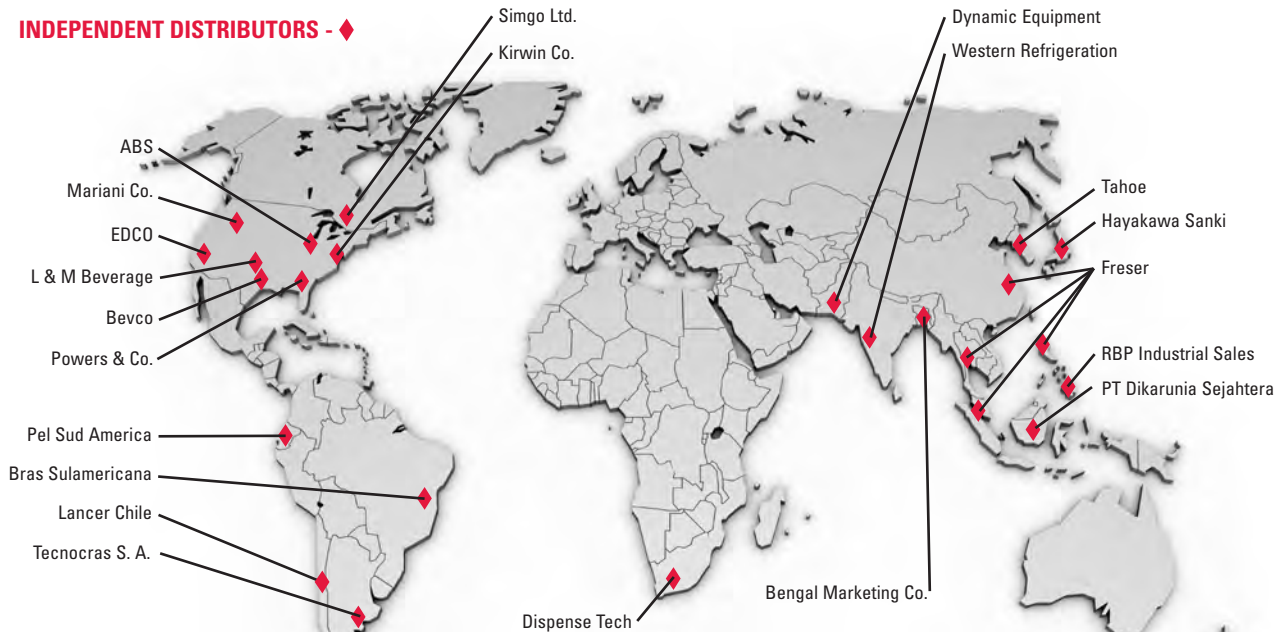 INDEPENDENT DISTRIBUTORS - ♦
Simgo Ltd.
Kirwin Co.
Dynamic Equipment
Western Refrigeration
ABS
Mariani Co.
EDCO
L & M Beverage
Bevco
Powers & Co.
Tahoe
Hayakawa Sanki
Freser
RBP Industrial Sales
PT Dikarunia Sejahtera
Pel Sud America
Bras Sulamericana
Lancer Chile
Tecnocras S. A.
Dispense Tech
Bengal Marketing Co.